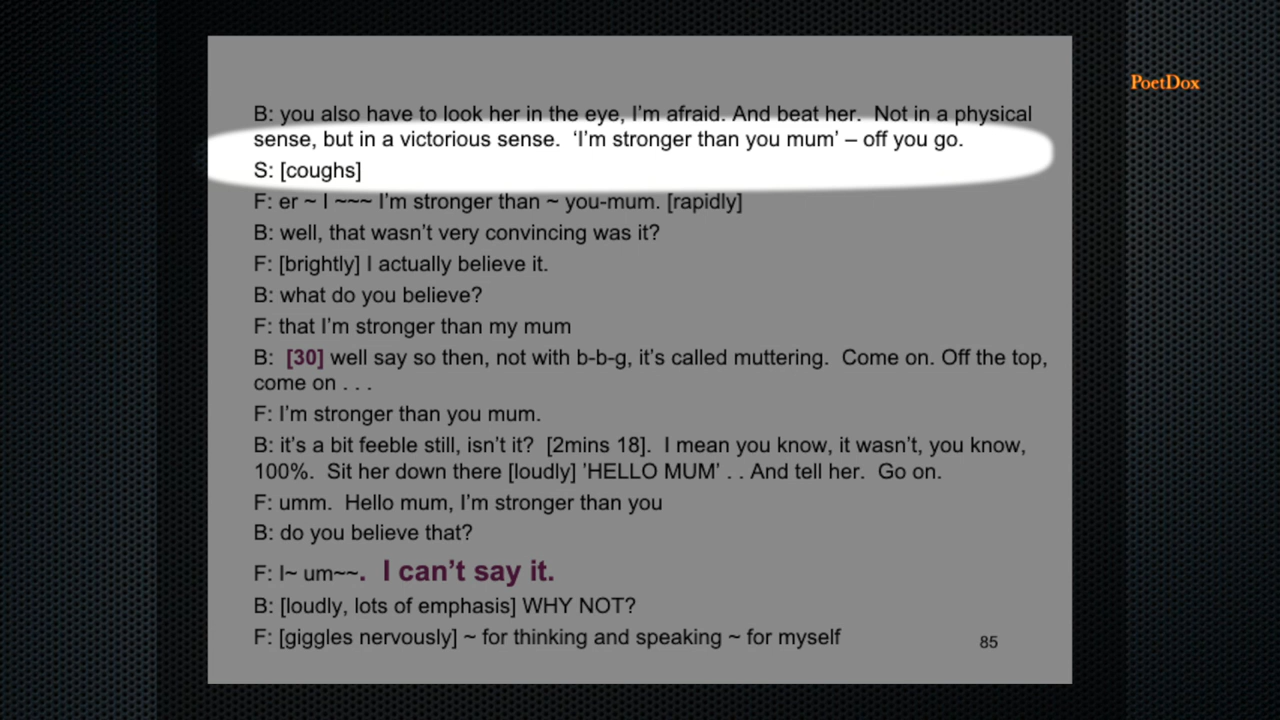 PoetDox
B: you also have to look her in the eye, I'm afraid. And beat her.  Not in a physical
sense, but in a victorious sense.  ‘I'm stronger than you mum’ – off you go.
S: [coughs]
F: er ~ I ~~~ I'm stronger than ~ you-mum. [rapidly]
B: well, that wasn't very convincing was it?
F: [brightly] I actually believe it.
B: what do you believe?
F: that I'm stronger than my mum
B:  [30] well say so then, not with b-b-g, it's called muttering.  Come on. Off the top,
come on . . .
F: I'm stronger than you mum.
B: it's a bit feeble still, isn't it?  [2mins 18].  I mean you know, it wasn't, you know,
100%.  Sit her down there [loudly] 'HELLO MUM' . . And tell her.  Go on.
F: umm.  Hello mum, I'm stronger than you
B: do you believe that?
F: I~ um~~.  I can't say it.
B: [loudly, lots of emphasis] WHY NOT?
F: [giggles nervously] ~ for thinking and speaking ~ for myself
85